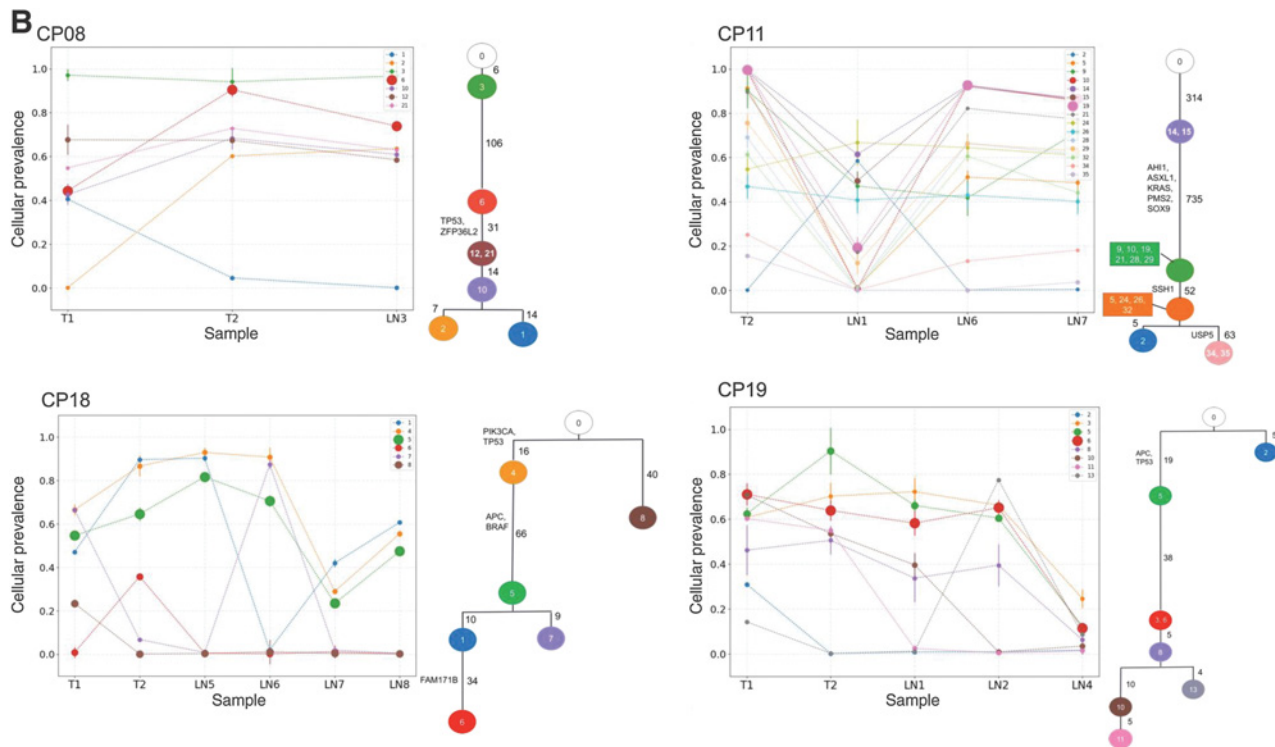 B
CP08
Cellular prevalence
1.0
0.8
0.6
0.4
0.2
0.0
T1
T2
LN3
Sample
1
2
3
6
10
12
21
0
6
3
106
6
TP53,
ZFP36L2
31
12, 21
14
10
7
14
2
1
CP11
Cellular prevalence
1.0
0.8
0.6
0.4
0.2
0.0
T2
LN1
LN6
LN7
Sample
2
5
9
10
14
15
19
21
24
26
28
29
32
34
35
0
314
14, 15
AHI1,
ASXL1,
KRAS,
PMS2,
SOX9
735
9, 10, 19,
21, 28, 29
SSH1
52
5, 24, 26,
32
5
USP5
63
2
34, 35
CP18
Cellular prevalence
1.0
0.8
0.6
0.4
0.2
0.0
T1
T2
LN5
LN6
LN7
LN8
Sample
1
4
5
6
7
8
0
PIK3CA,
TP53
16
40
4
8
APC,
BRAF
66
5
10
9
1
7
FAM171B
34
6
CP19
Cellular prevalence
1.0
0.8
0.6
0.4
0.2
0.0
T1
T2
LN1
LN2
LN4
Sample
2
3
5
6
8
10
11
13
0
5
2
APC,
TP53
19
5
38
3, 6
5
8
10
4
13
10
5
11